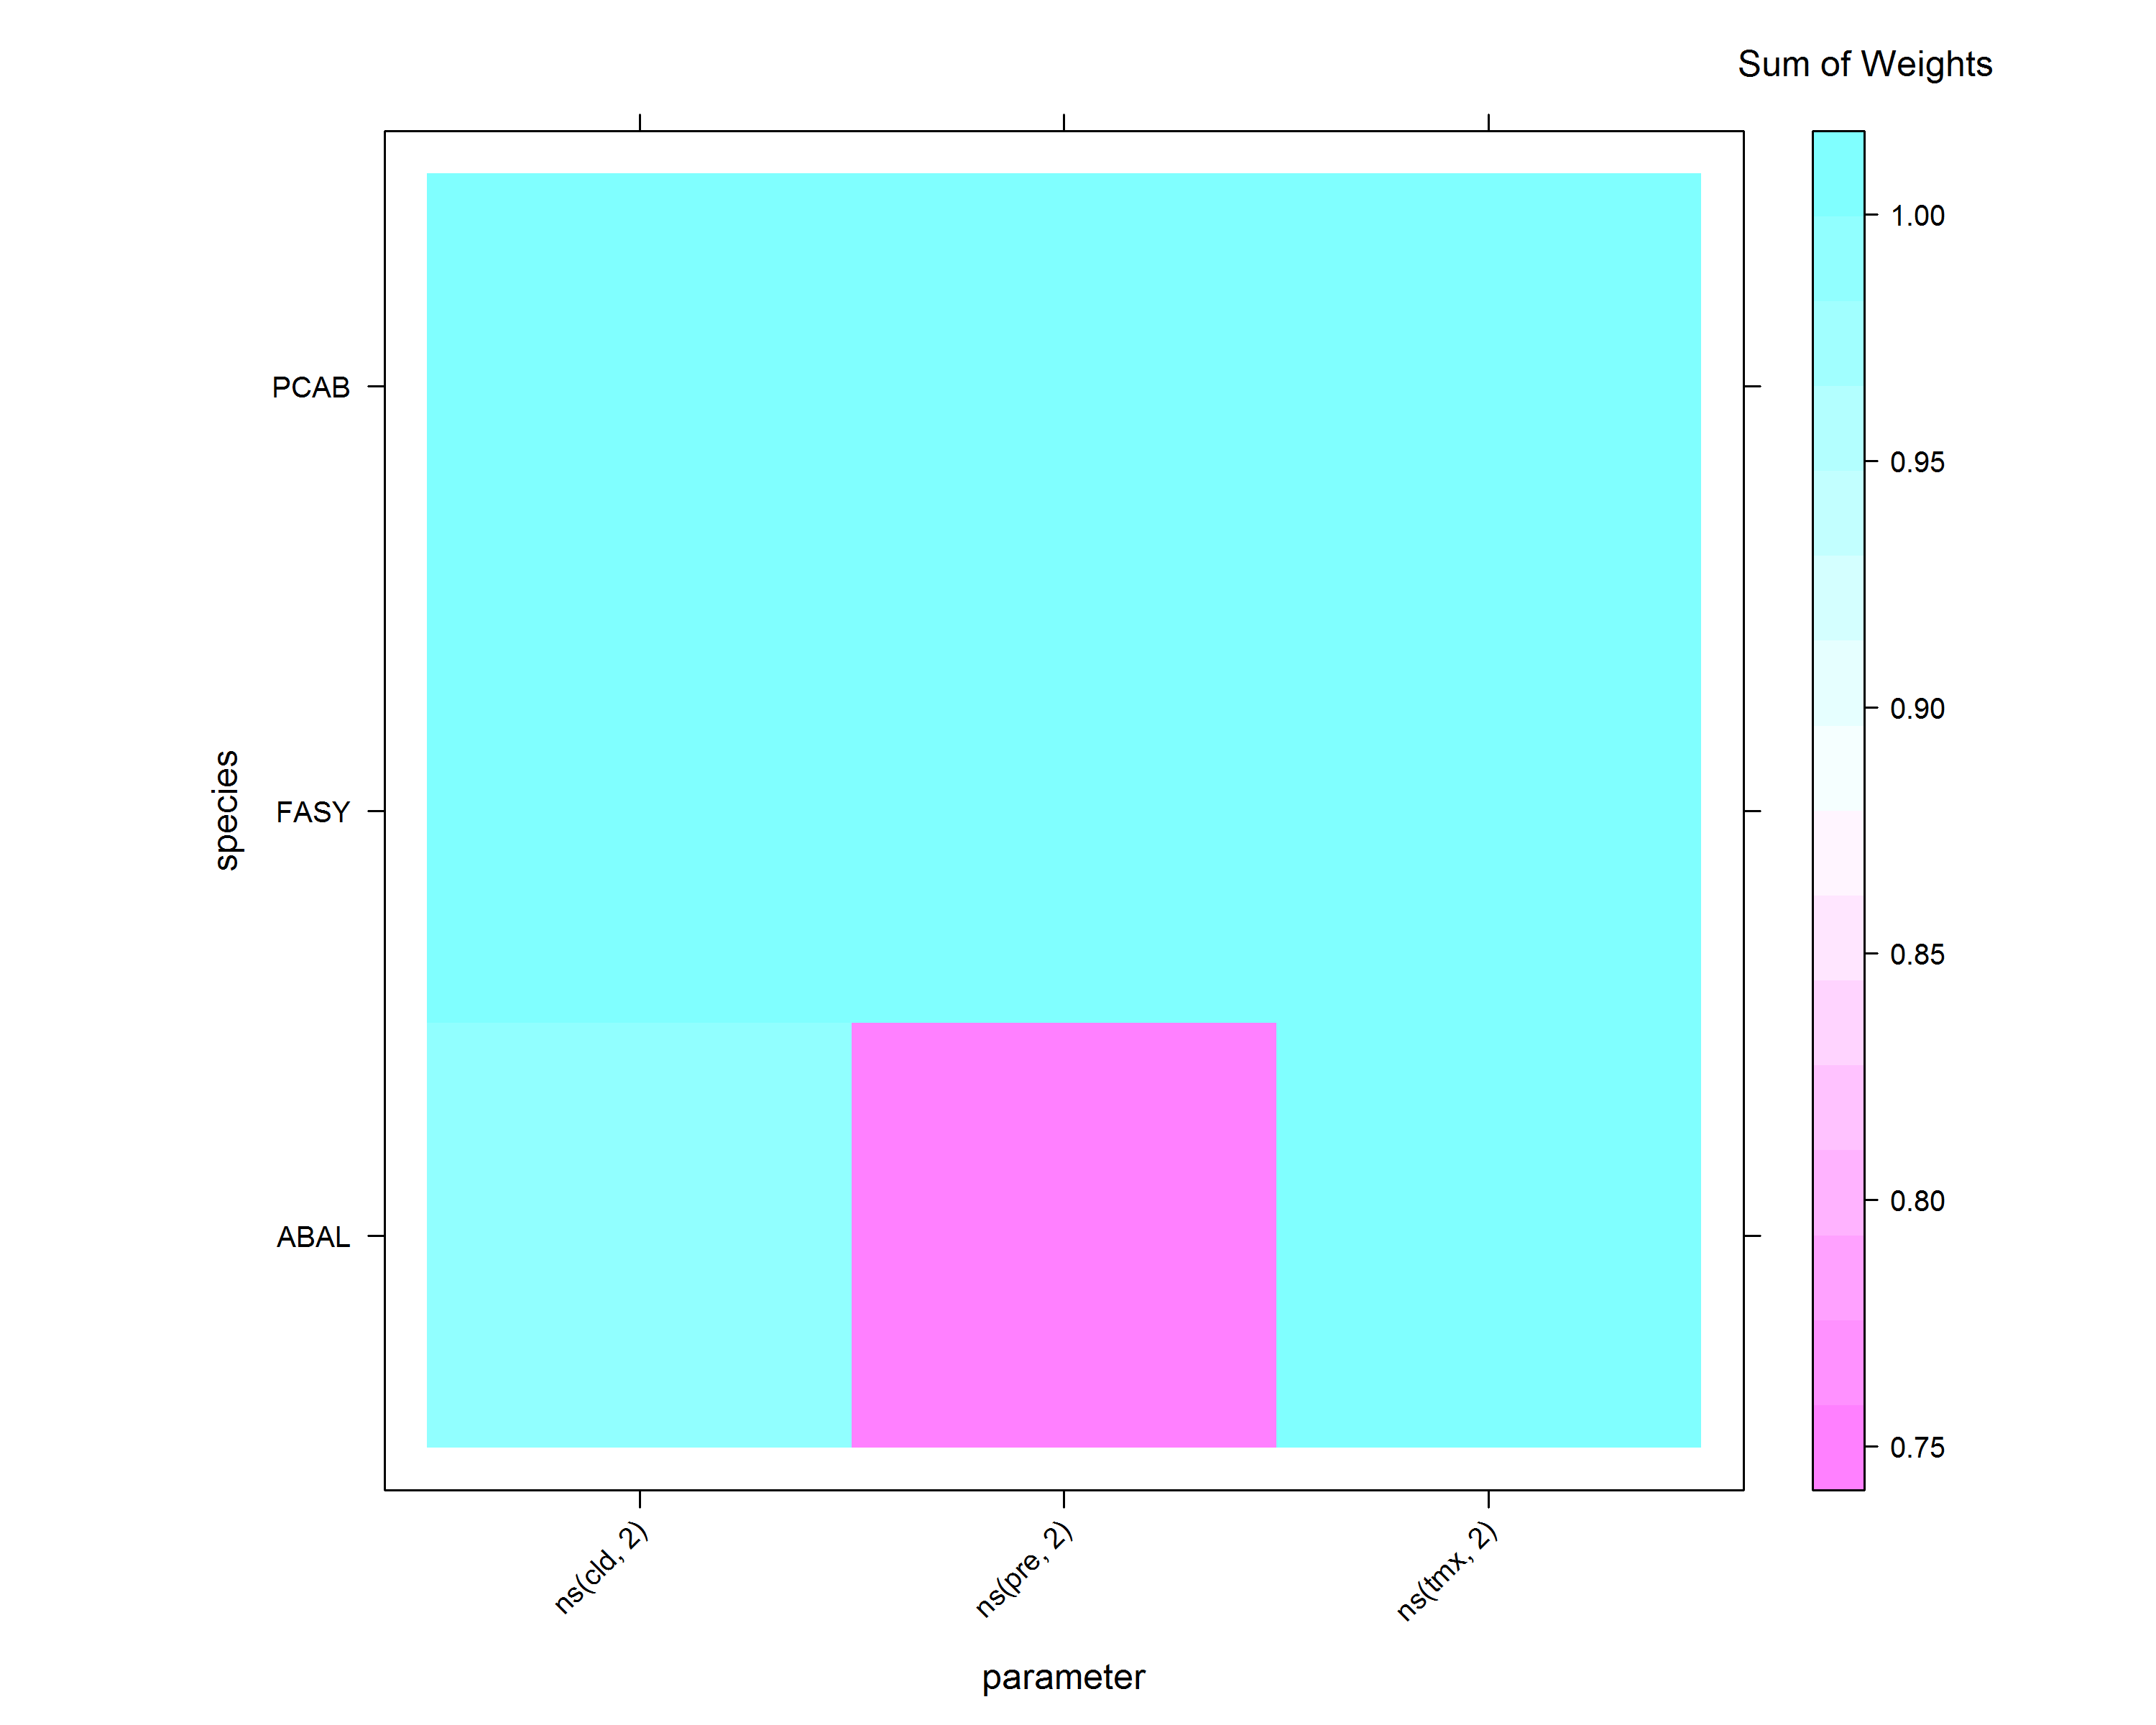 Sum of Weights
1.00
0.95
0.90
0.85
0.80
0.75
PCAB
FASY
ABAL
species
ns(cld, 2)
ns(pre, 2)
ns(tmx, 2)
parameter